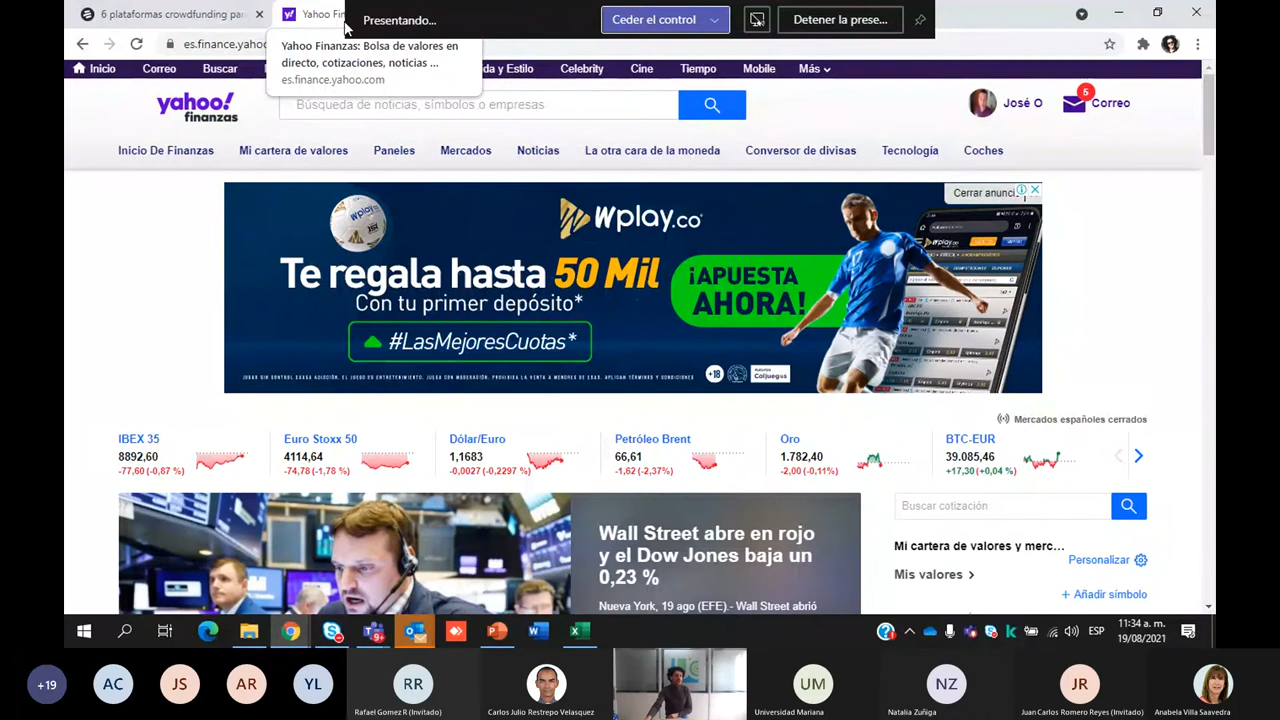 6 plataformas crowdfunding par
Yahoo Fin
Presentando...
Ceder el control
Detener la prese...
es.finance.yahoo
Yahoo Finanzas: Bolsa de valores en
directo, cotizaciones, noticias ...
es.finance.yahoo.com
Inicio
Correo
Buscar
da y Estilo
Celebrity
Cine
Tiempo
Mobile
Más
yahoo!
finanzas
Búsqueda de noticias, símbolos o empresas
José O
5
Correo
Inicio De Finanzas
Mi cartera de valores
Paneles
Mercados
Noticias
La otra cara de la moneda
Conversor de divisas
Tecnología
Coches
Cerrar anunci
Wplay.co
Te regala hasta 50 Mil
Con tu primer depósito*
#LasMejoresCuotas*
¡APUESTA
AHORA!
+18
Coljuegos
Mercados españoles cerrados
IBEX 35
8892,60
-77,60 (-0,87 %)
Euro Stoxx 50
4114,64
-74,78 (-1,78 %)
Dólar/Euro
1,1683
-0,0027 (-0,2297 %)
Petróleo Brent
66,61
-1,62 (-2,37%)
Oro
1.782,40
-2,00 (-0,11%)
BTC-EUR
39.085,46
+17,30 (+0,04 %)
Wall Street abre en rojo
y el Dow Jones baja un
0,23 %
Nueva York, 19 ago (EFE).- Wall Street abrió
Buscar cotización
Mi cartera de valores y merc...
Personalizar
Mis valores
+ Añadir símbolo
ESP
11:34 a. m.
19/08/2021
+19
AC
JS
AR
YL
RR
Rafael Gomez R (Invitado)
Carlos Julio Restrepo Velasquez
UM
Universidad Mariana
NZ
Natalia Zuñiga
JR
Juan Carlos Romero Reyes (Invitado)
Anabela Villa Saavedra